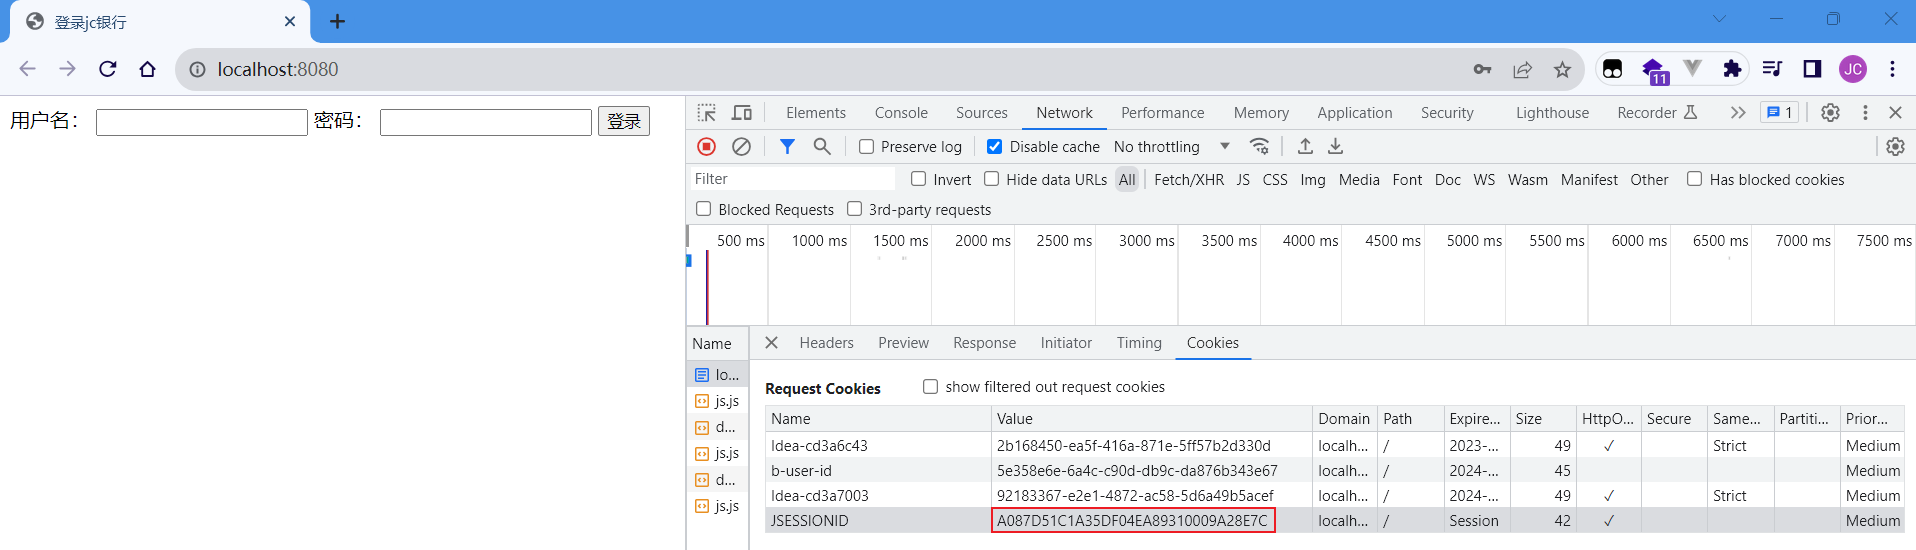 登录jc银行
localhost:8080
11
JC
用户名： 密码： 登录
Elements Console Sources Network Performance Memory Application Security Lighthouse Recorder 1
Preserve log Disable cache No throttling
Filter Invert Hide data URLs All Fetch/XHR JS CSS Img Media Font Doc WS Wasm Manifest Other Has blocked cookies
Blocked Requests 3rd-party requests
500 ms 1000 ms 1500 ms 2000 ms 2500 ms 3000 ms 3500 ms 4000 ms 4500 ms 5000 ms 5500 ms 6000 ms 6500 ms 7000 ms 7500 ms
Name
lo...
js.js
d...
js.js
d...
js.js
Headers Preview Response Initiator Timing Cookies
Request Cookies show filtered out request cookies
Name Value Domain Path Expire... Size HttpO... Secure Same... Partiti... Prior...
Idea-cd3a6c43 2b168450-ea5f-416a-871e-5ff57b2d330d localh... / 2023-... 49 ✓ Strict Medium
b-user-id 5e358e6e-6a4c-c90d-db9c-da876b343e67 localh... / 2024-... 45 Medium
Idea-cd3a7003 92183367-e2e1-4872-ac58-5d6a49b5acef localh... / 2024-... 49 ✓ Strict Medium
JSESSIONID A087D51C1A35DF04EA89310009A28E7C localh... / Session 42 ✓ Medium